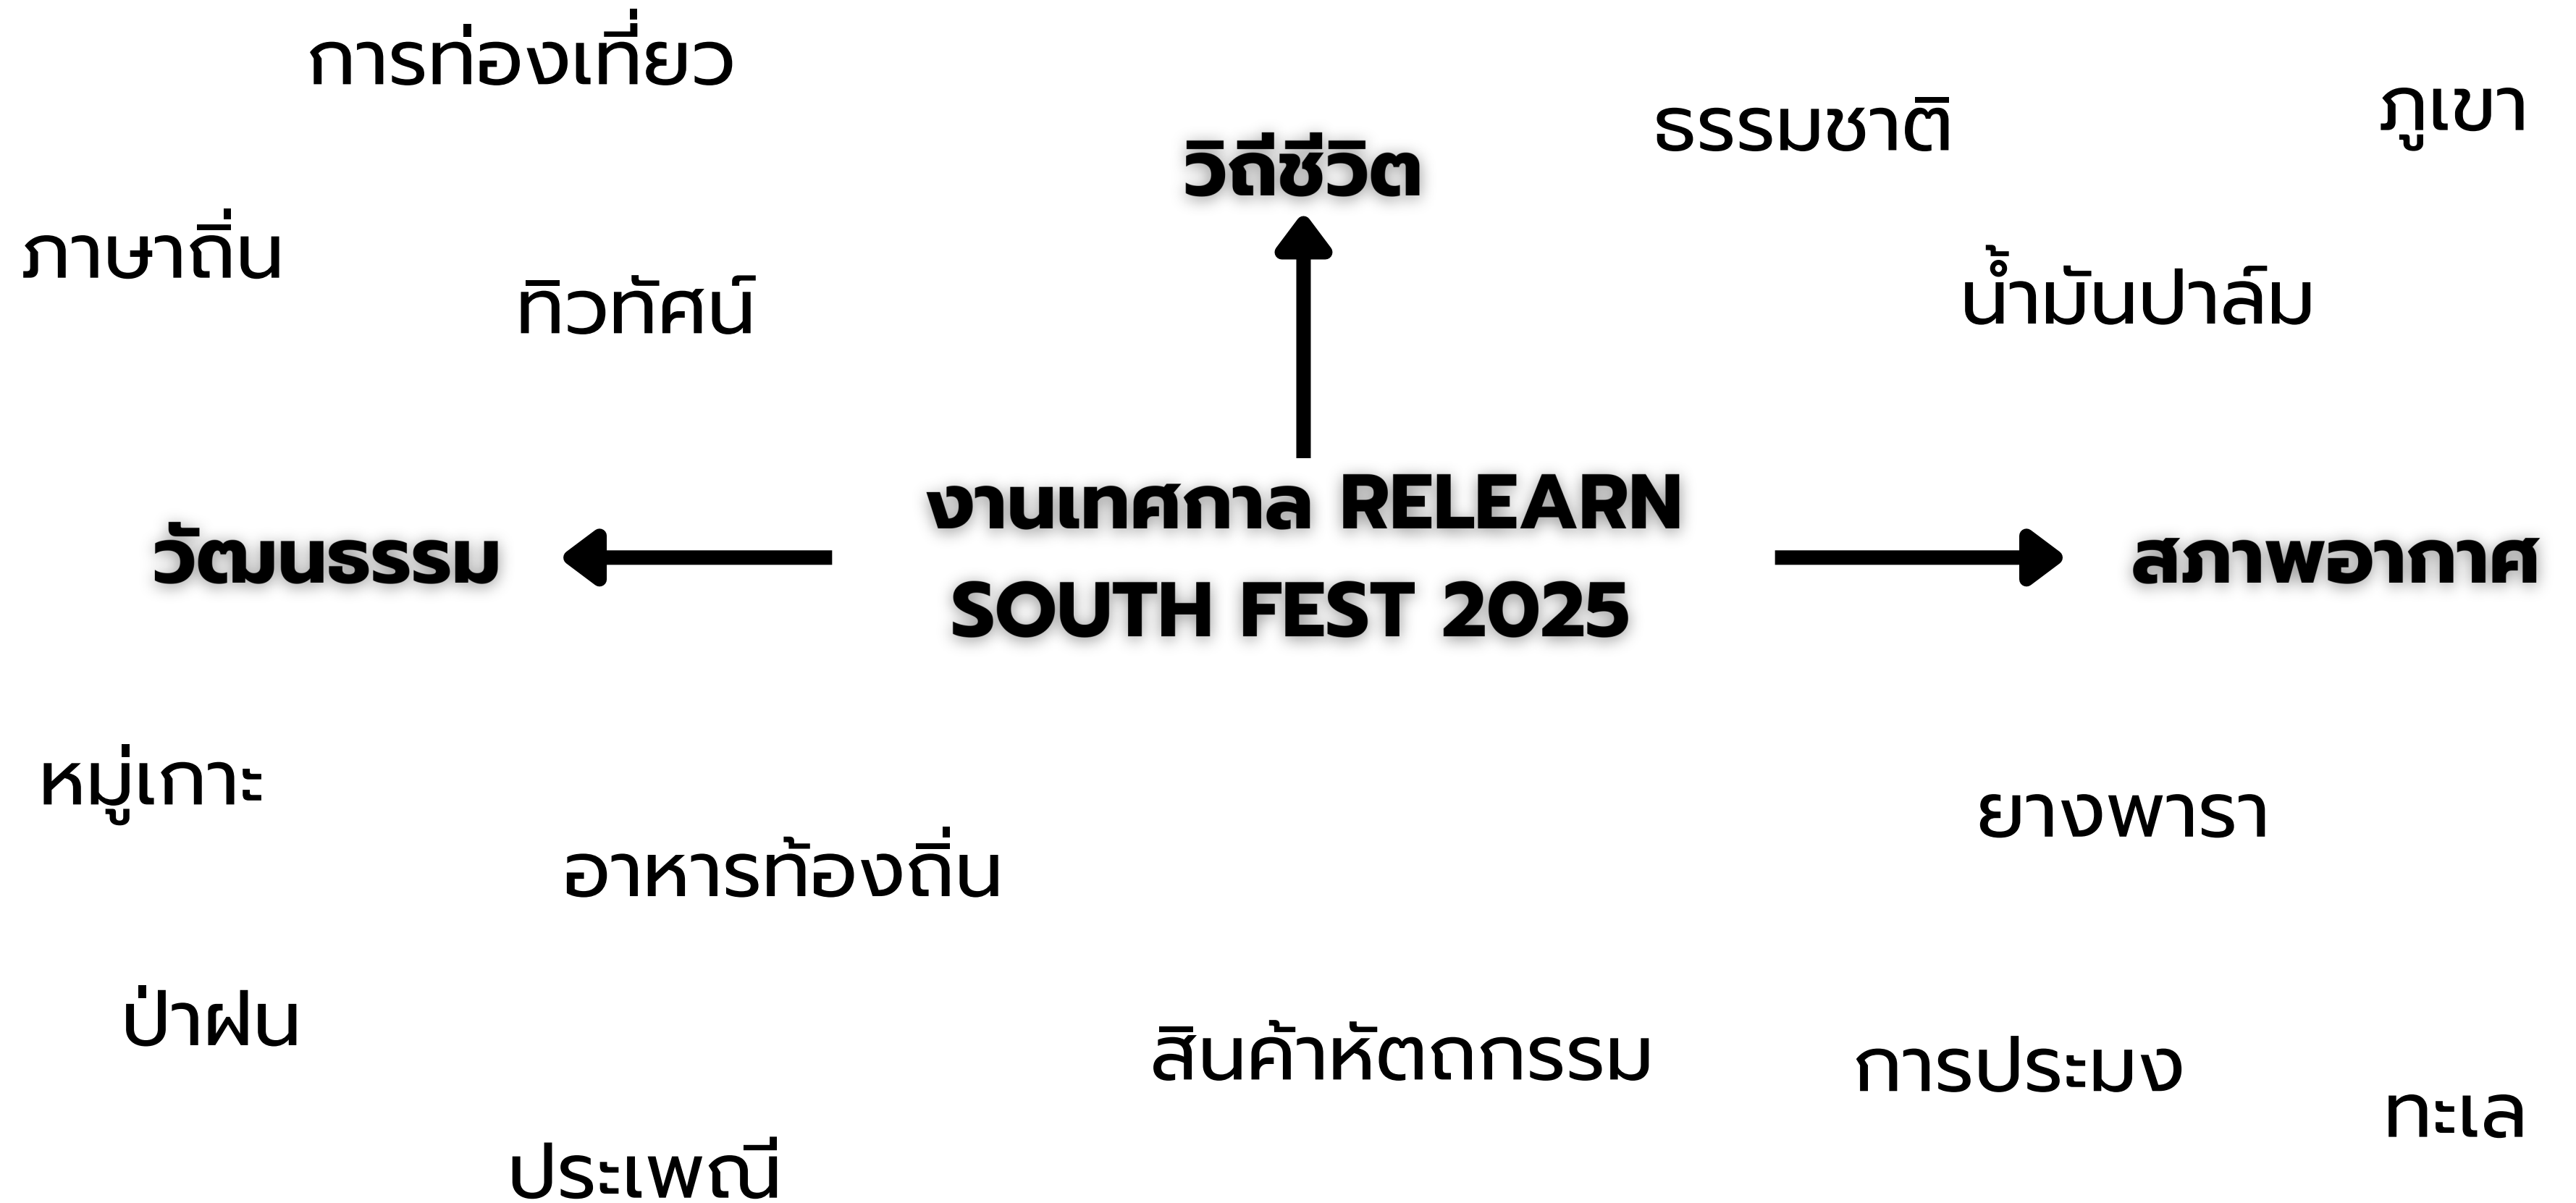 การท่องเที่ยว
ธรรมชาติ
ภูเขา
วิถีชีวิต
ภาษาถิ่น
ทิวทัศน์
น้ำมันปาล์ม
งานเทศกาล RELEARN
SOUTH FEST 2025
วัฒนธรรม
สภาพอากาศ
หมู่เกาะ
ยางพารา
อาหารท้องถิ่น
ป่าฝน
สินค้าหัตถกรรม
การประมง
ทะเล
ประเพณี